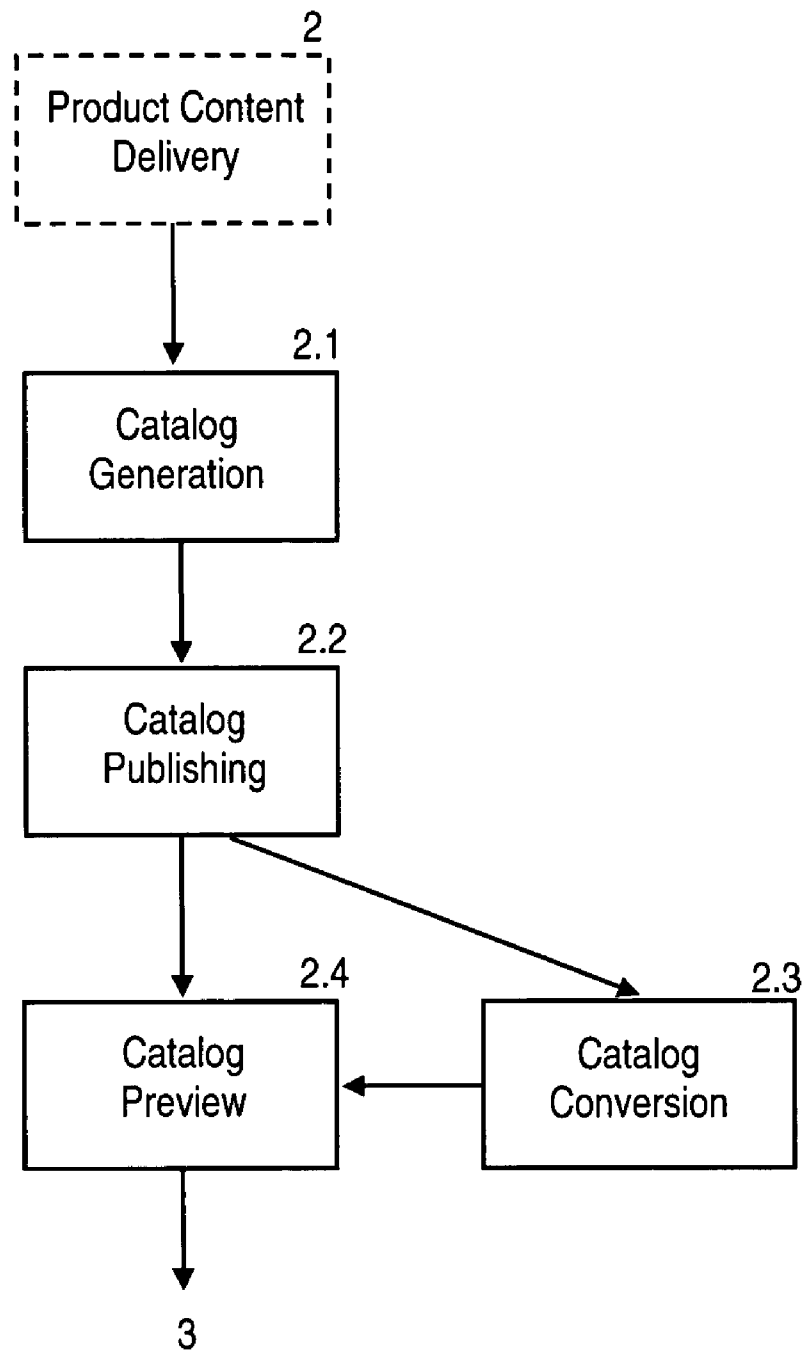 2
Product Content
Delivery
2.1
Catalog
Generation
2.2
Catalog
Publishing
2.4
Catalog
Preview
2.3
Catalog
Conversion
3